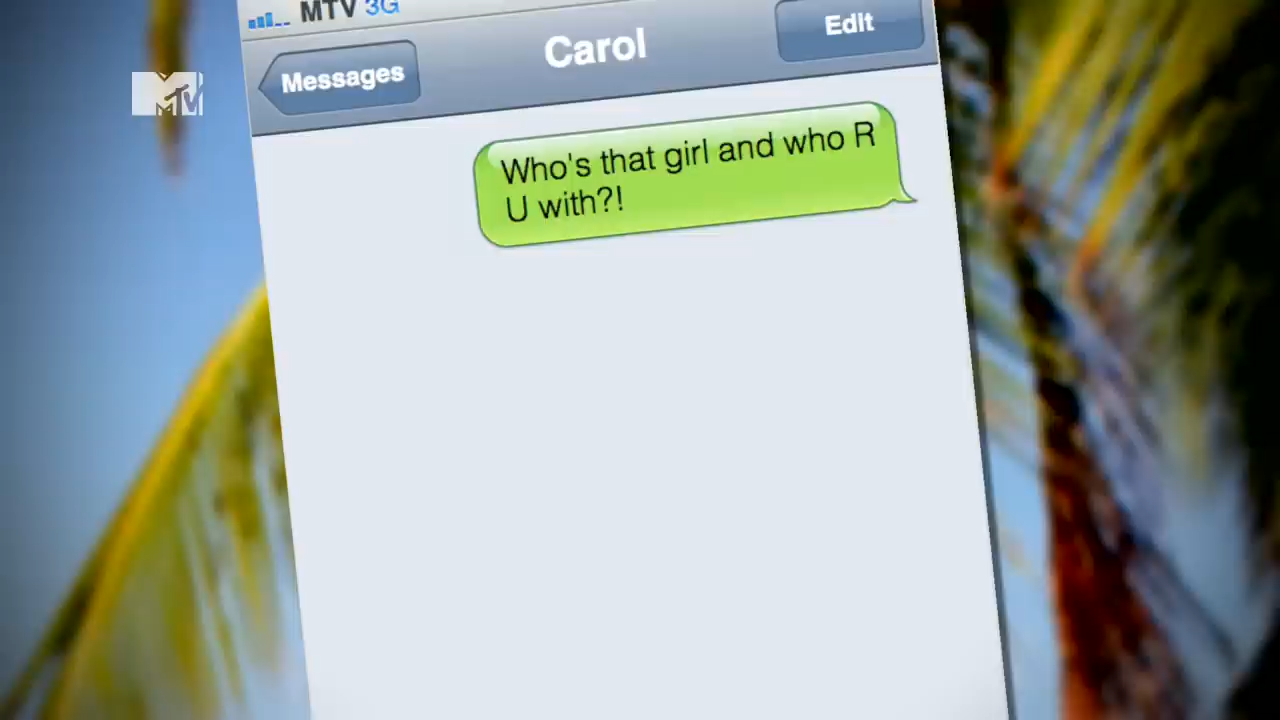 MTV 3G
Messages
Carol
Edit
MTV
Who's that girl and who R
U with?!